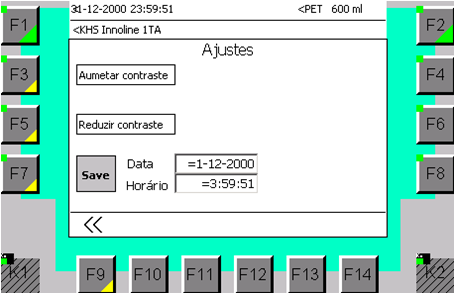 31-12-2000 23:59:51 <PET 600 ml
<KHS Innoline 1TA
Ajustes
Aumetar contraste
Reduzir contraste
Save
Data =1-12-2000
Horário =3:59:51
<<
F1
F2
F3
F4
F5
F6
F7
F8
K1
F9
F10
F11
F12
F13
F14
K2